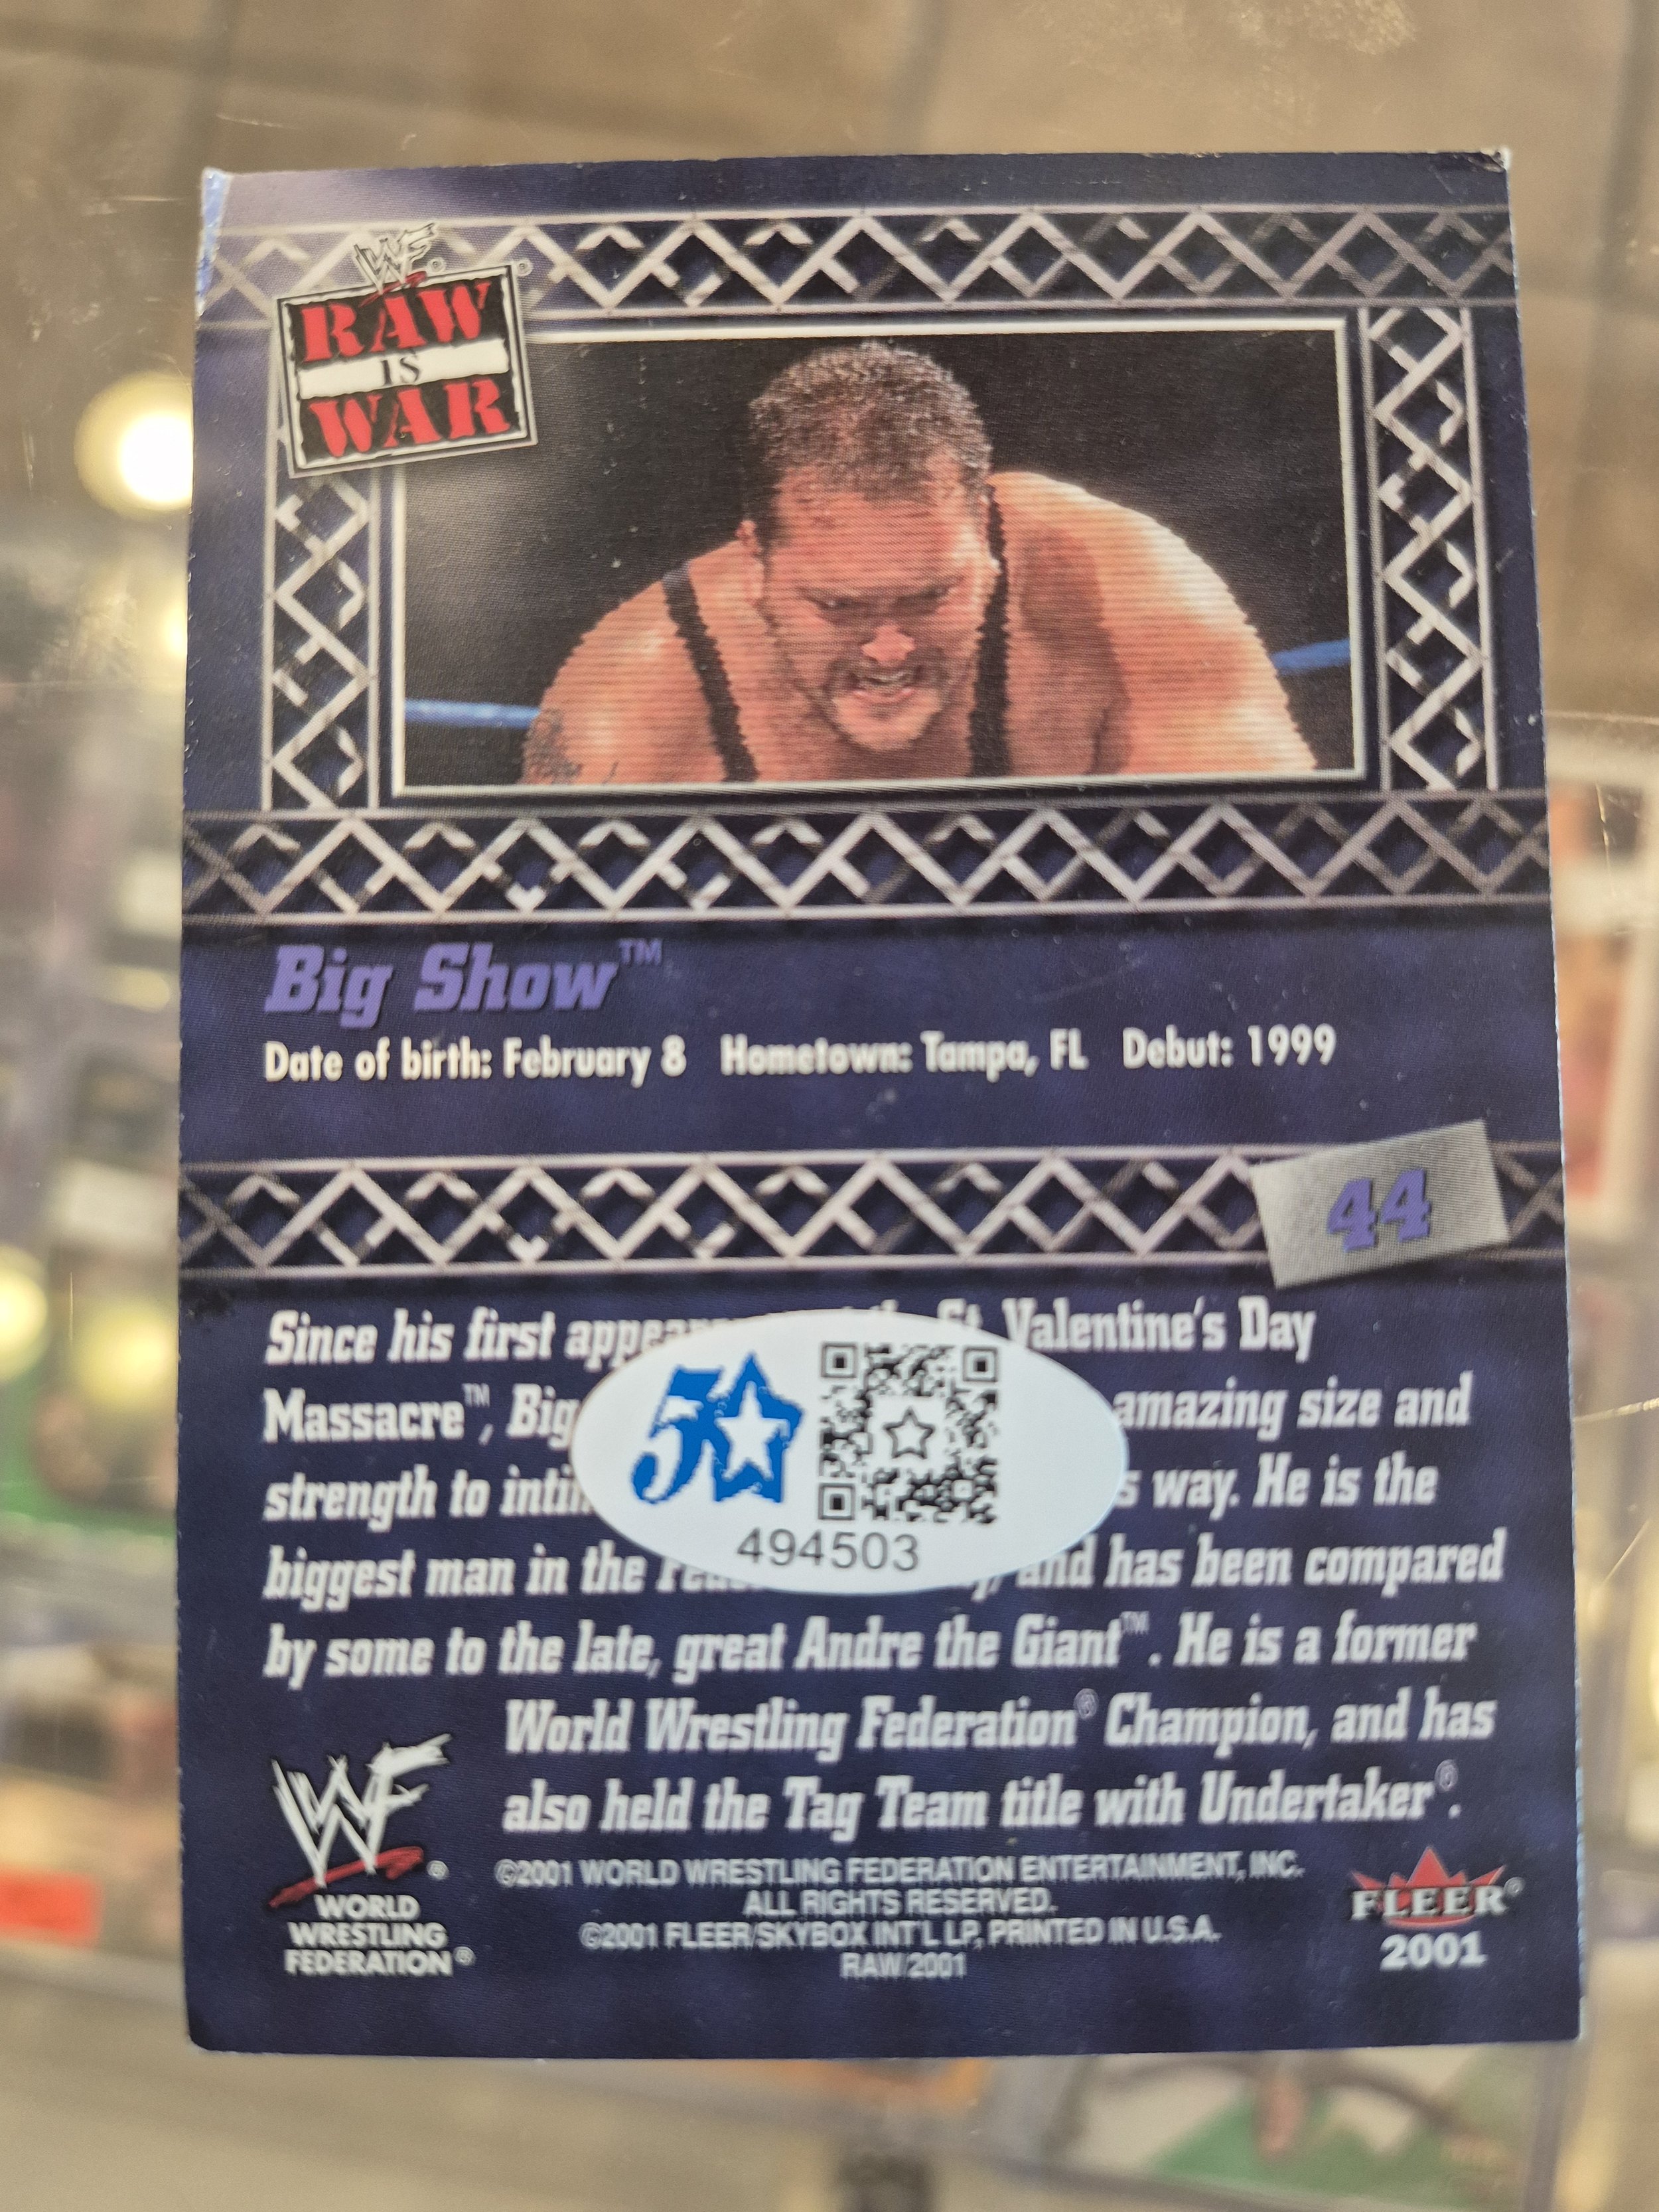 WF
RAW
IS
WAR
Big Show™
Date of birth: February 8 Hometown: Tampa, FL Debut: 1999
44
Since his first St. Valentine's Day
Massacre™, Big amazing size and
strength to way. He is the
biggest man in the and has been compared
by some to the late, great Andre the Giant™. He is a former
World Wrestling Federation® Champion, and has
also held the Tag Team title with Undertaker®.
5
494503
WF®
WORLD
WRESTLING
FEDERATION®
©2001 WORLD WRESTLING FEDERATION ENTERTAINMENT, INC.
ALL RIGHTS RESERVED.
©2001 FLEER/SKYBOX INT'L LP, PRINTED IN U.S.A.
RAW/2001
FLEER®
2001